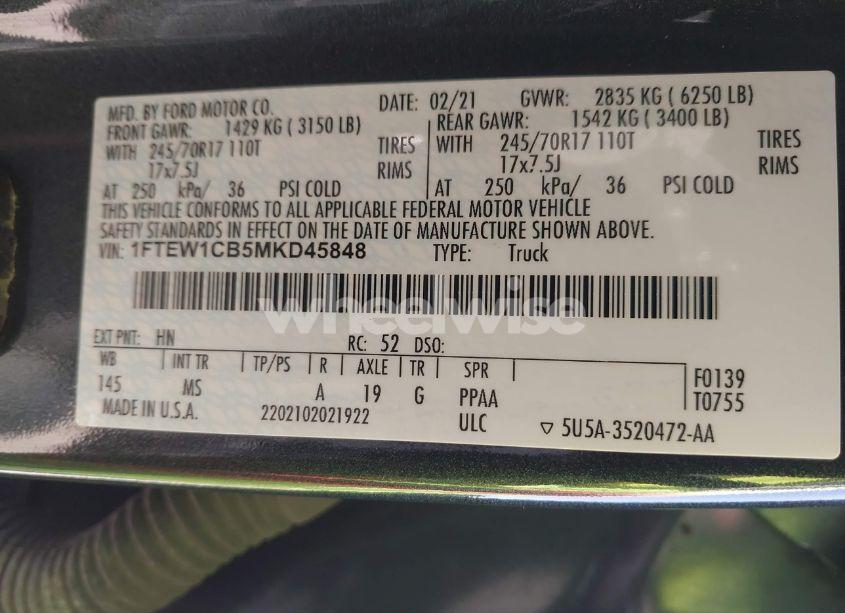 MFD. BY FORD MOTOR CO. DATE: 02/21 GVWR: 2835 KG ( 6250 LB)
FRONT GAWR: 1429 KG ( 3150 LB) REAR GAWR: 1542 KG ( 3400 LB)
WITH 245/70R17 110T TIRES WITH 245/70R17 110T TIRES
17x7.5J RIMS 17x7.5J RIMS
AT 250 kPa/ 36 PSI COLD AT 250 kPa/ 36 PSI COLD
THIS VEHICLE CONFORMS TO ALL APPLICABLE FEDERAL MOTOR VEHICLE
SAFETY STANDARDS IN EFFECT ON THE DATE OF MANUFACTURE SHOWN ABOVE.
VIN: 1FTEW1CB5MKD45848 TYPE: Truck
wheelwise
EXT PNT: HN RC: 52 DSO:
WB INT TR TP/PS R AXLE TR SPR
145 MS A 19 G PPAA F0139
T0755
MADE IN U.S.A. 2202102021922 ULC ▽ 5U5A-3520472-AA